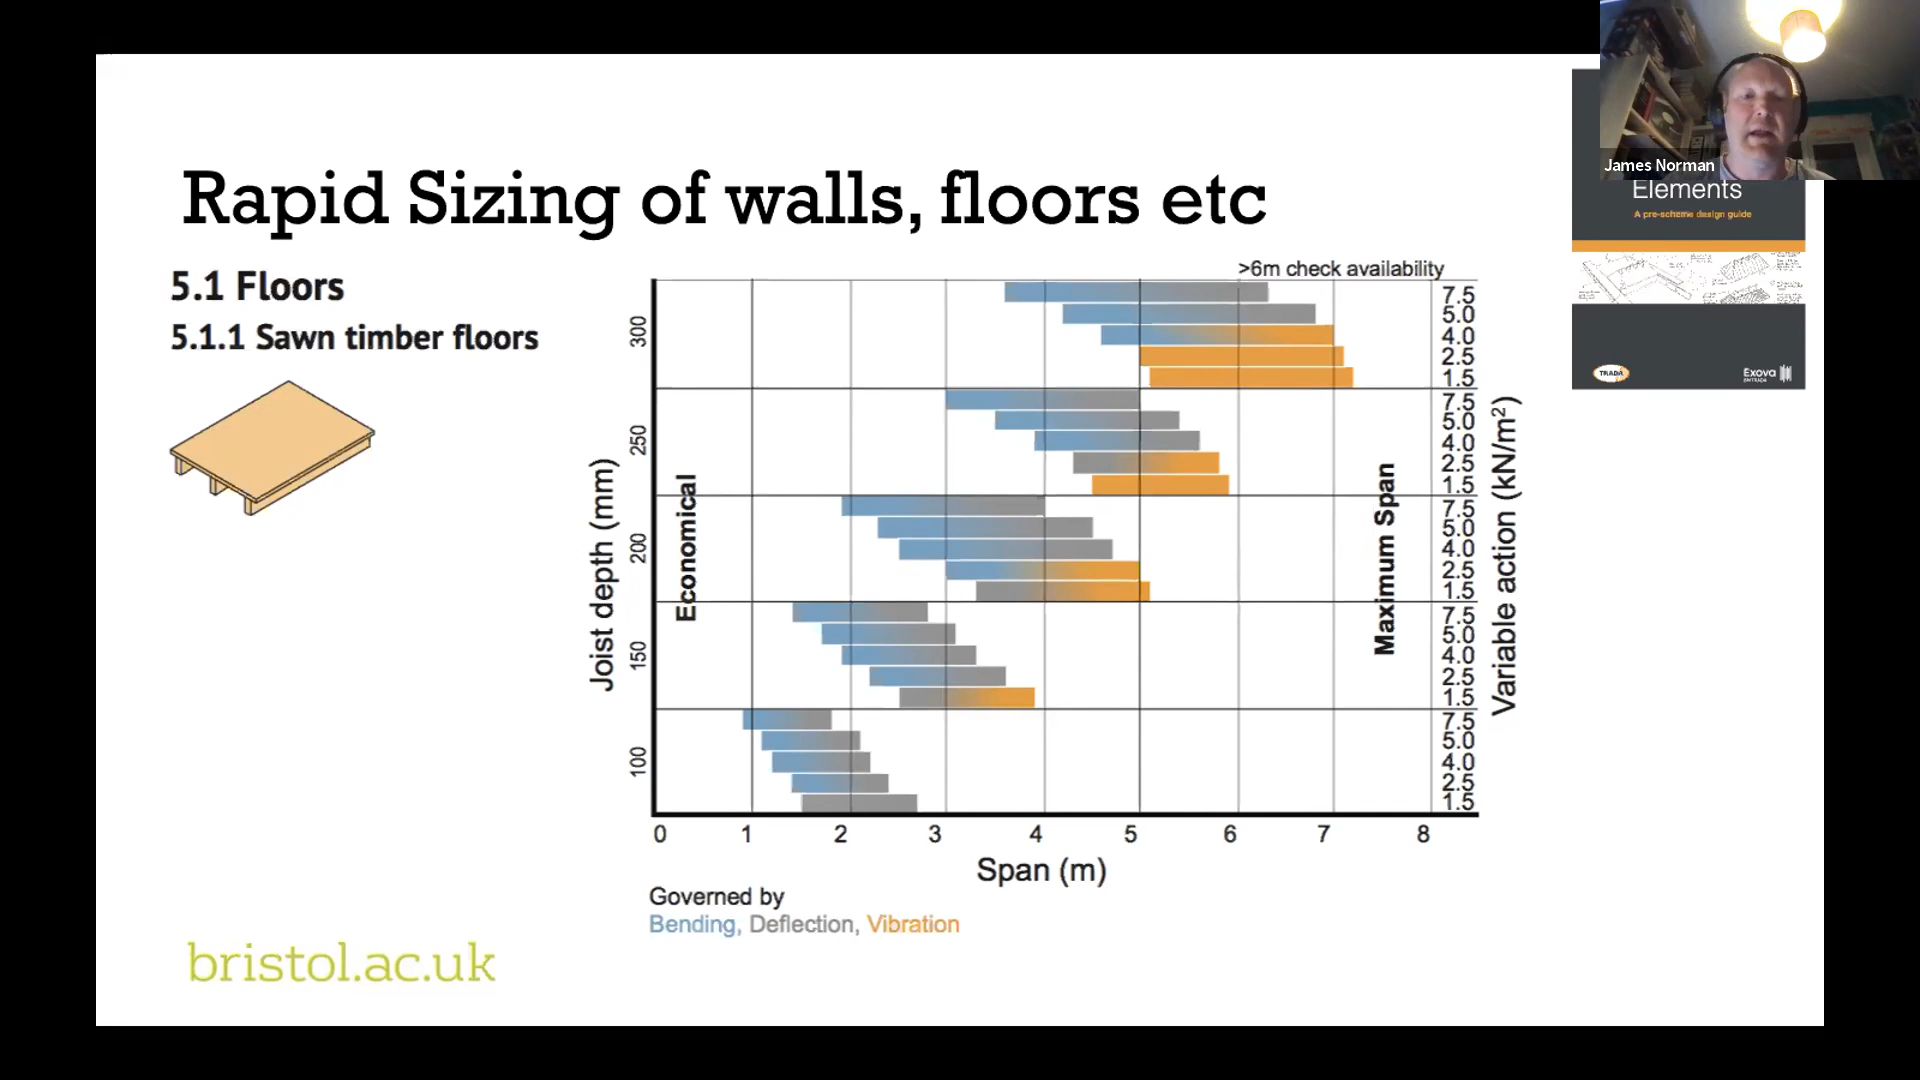 James Norman
Elements
A pre-scheme design guide
Rapid Sizing of walls, floors etc
5.1 Floors
5.1.1 Sawn timber floors
>6m check availability
Joist depth (mm)
300
250
200
150
100
Economical
Maximum Span
7.5
5.0
4.0
2.5
1.5
7.5
5.0
4.0
2.5
1.5
7.5
5.0
4.0
2.5
1.5
7.5
5.0
4.0
2.5
1.5
7.5
5.0
4.0
2.5
1.5
Variable action (kN/m²)
0 1 2 3 4 5 6 7 8
Span (m)
Governed by
Bending, Deflection, Vibration
TRADA
Exova
bristol.ac.uk